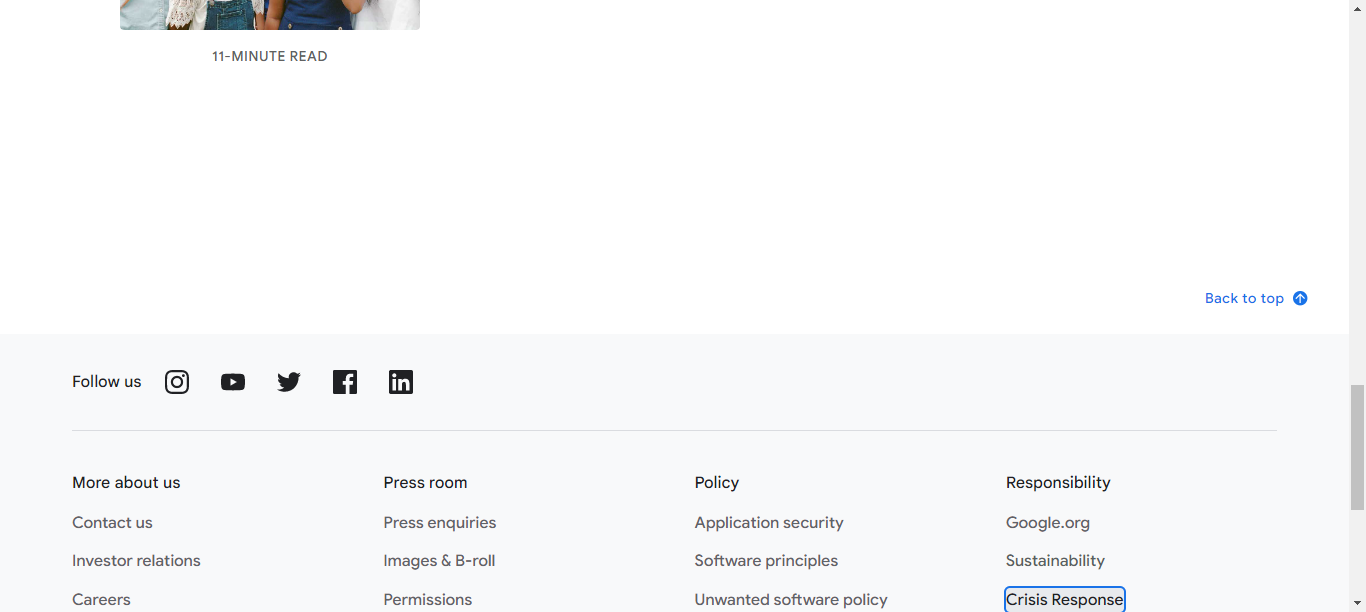 11-MINUTE READ
Back to top
Follow us
More about us
Contact us
Investor relations
Careers
Press room
Press enquiries
Images & B-roll
Permissions
Policy
Application security
Software principles
Unwanted software policy
Responsibility
Google.org
Sustainability
Crisis Response